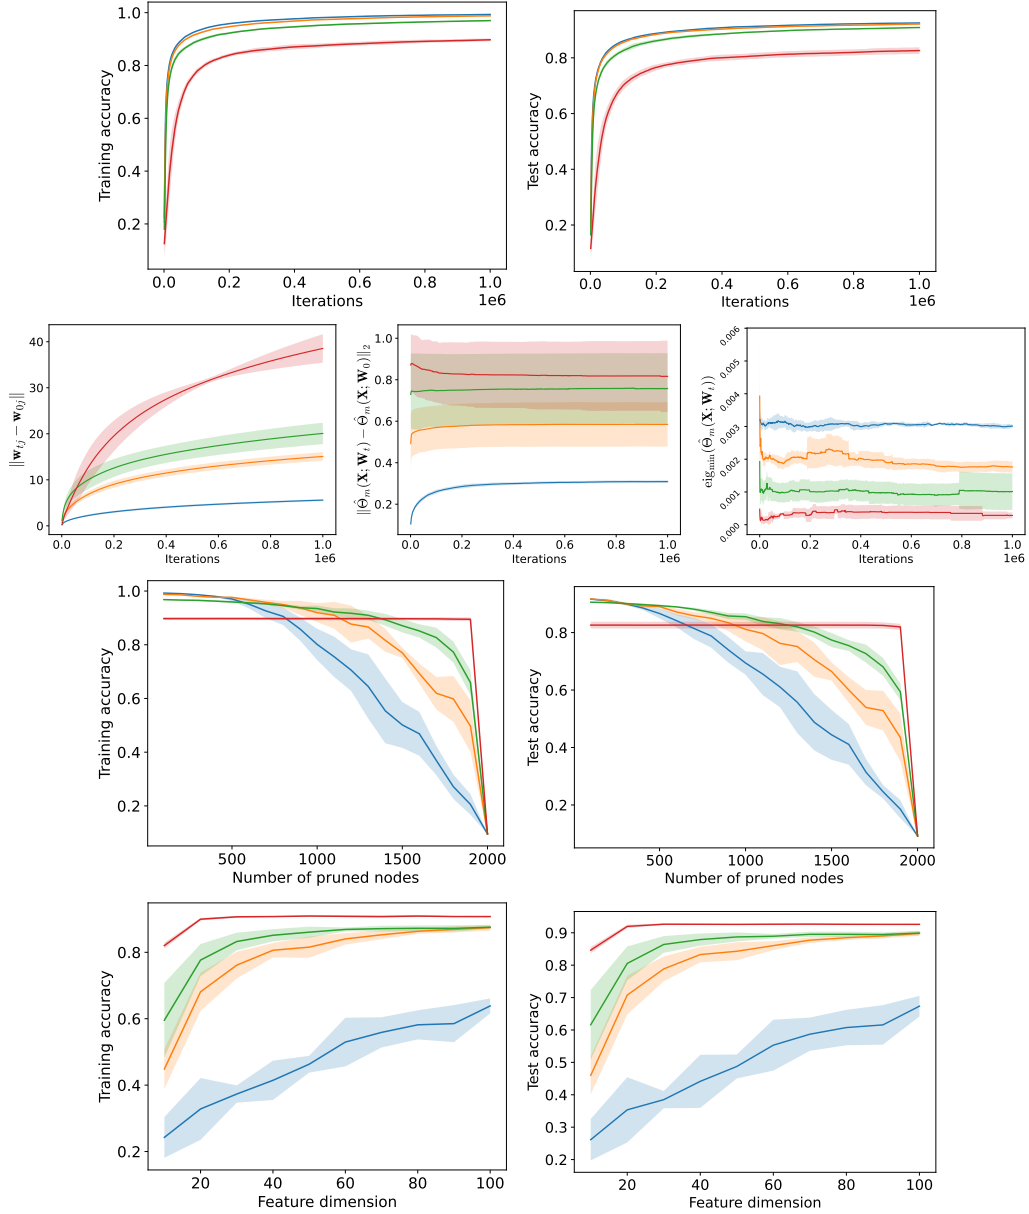 1.0
0.8
0.6
0.4
0.2
Training accuracy
0.0 0.2 0.4 0.6 0.8 1.0
Iterations
1e6
0.8
0.6
0.4
0.2
Test accuracy
0.0 0.2 0.4 0.6 0.8 1.0
Iterations
1e6
40
30
20
10
0
||w_{tj} − w_{0j}||
0.0 0.2 0.4 0.6 0.8 1.0
Iterations
1e6
1.0
0.8
0.6
0.4
0.2
||Θ̂_m(X; W_t) − Θ̂_m(X; W_0)||_2
0.0 0.2 0.4 0.6 0.8 1.0
Iterations
1e6
0.006
0.005
0.004
0.003
0.002
0.001
0.000
eig_min(Θ̂_m(X; W_t))
0.0 0.2 0.4 0.6 0.8 1.0
Iterations
1e6
1.0
0.8
0.6
0.4
0.2
Training accuracy
500 1000 1500 2000
Number of pruned nodes
0.8
0.6
0.4
0.2
Test accuracy
500 1000 1500 2000
Number of pruned nodes
0.8
0.6
0.4
0.2
Training accuracy
20 40 60 80 100
Feature dimension
0.9
0.8
0.7
0.6
0.5
0.4
0.3
0.2
Test accuracy
20 40 60 80 100
Feature dimension